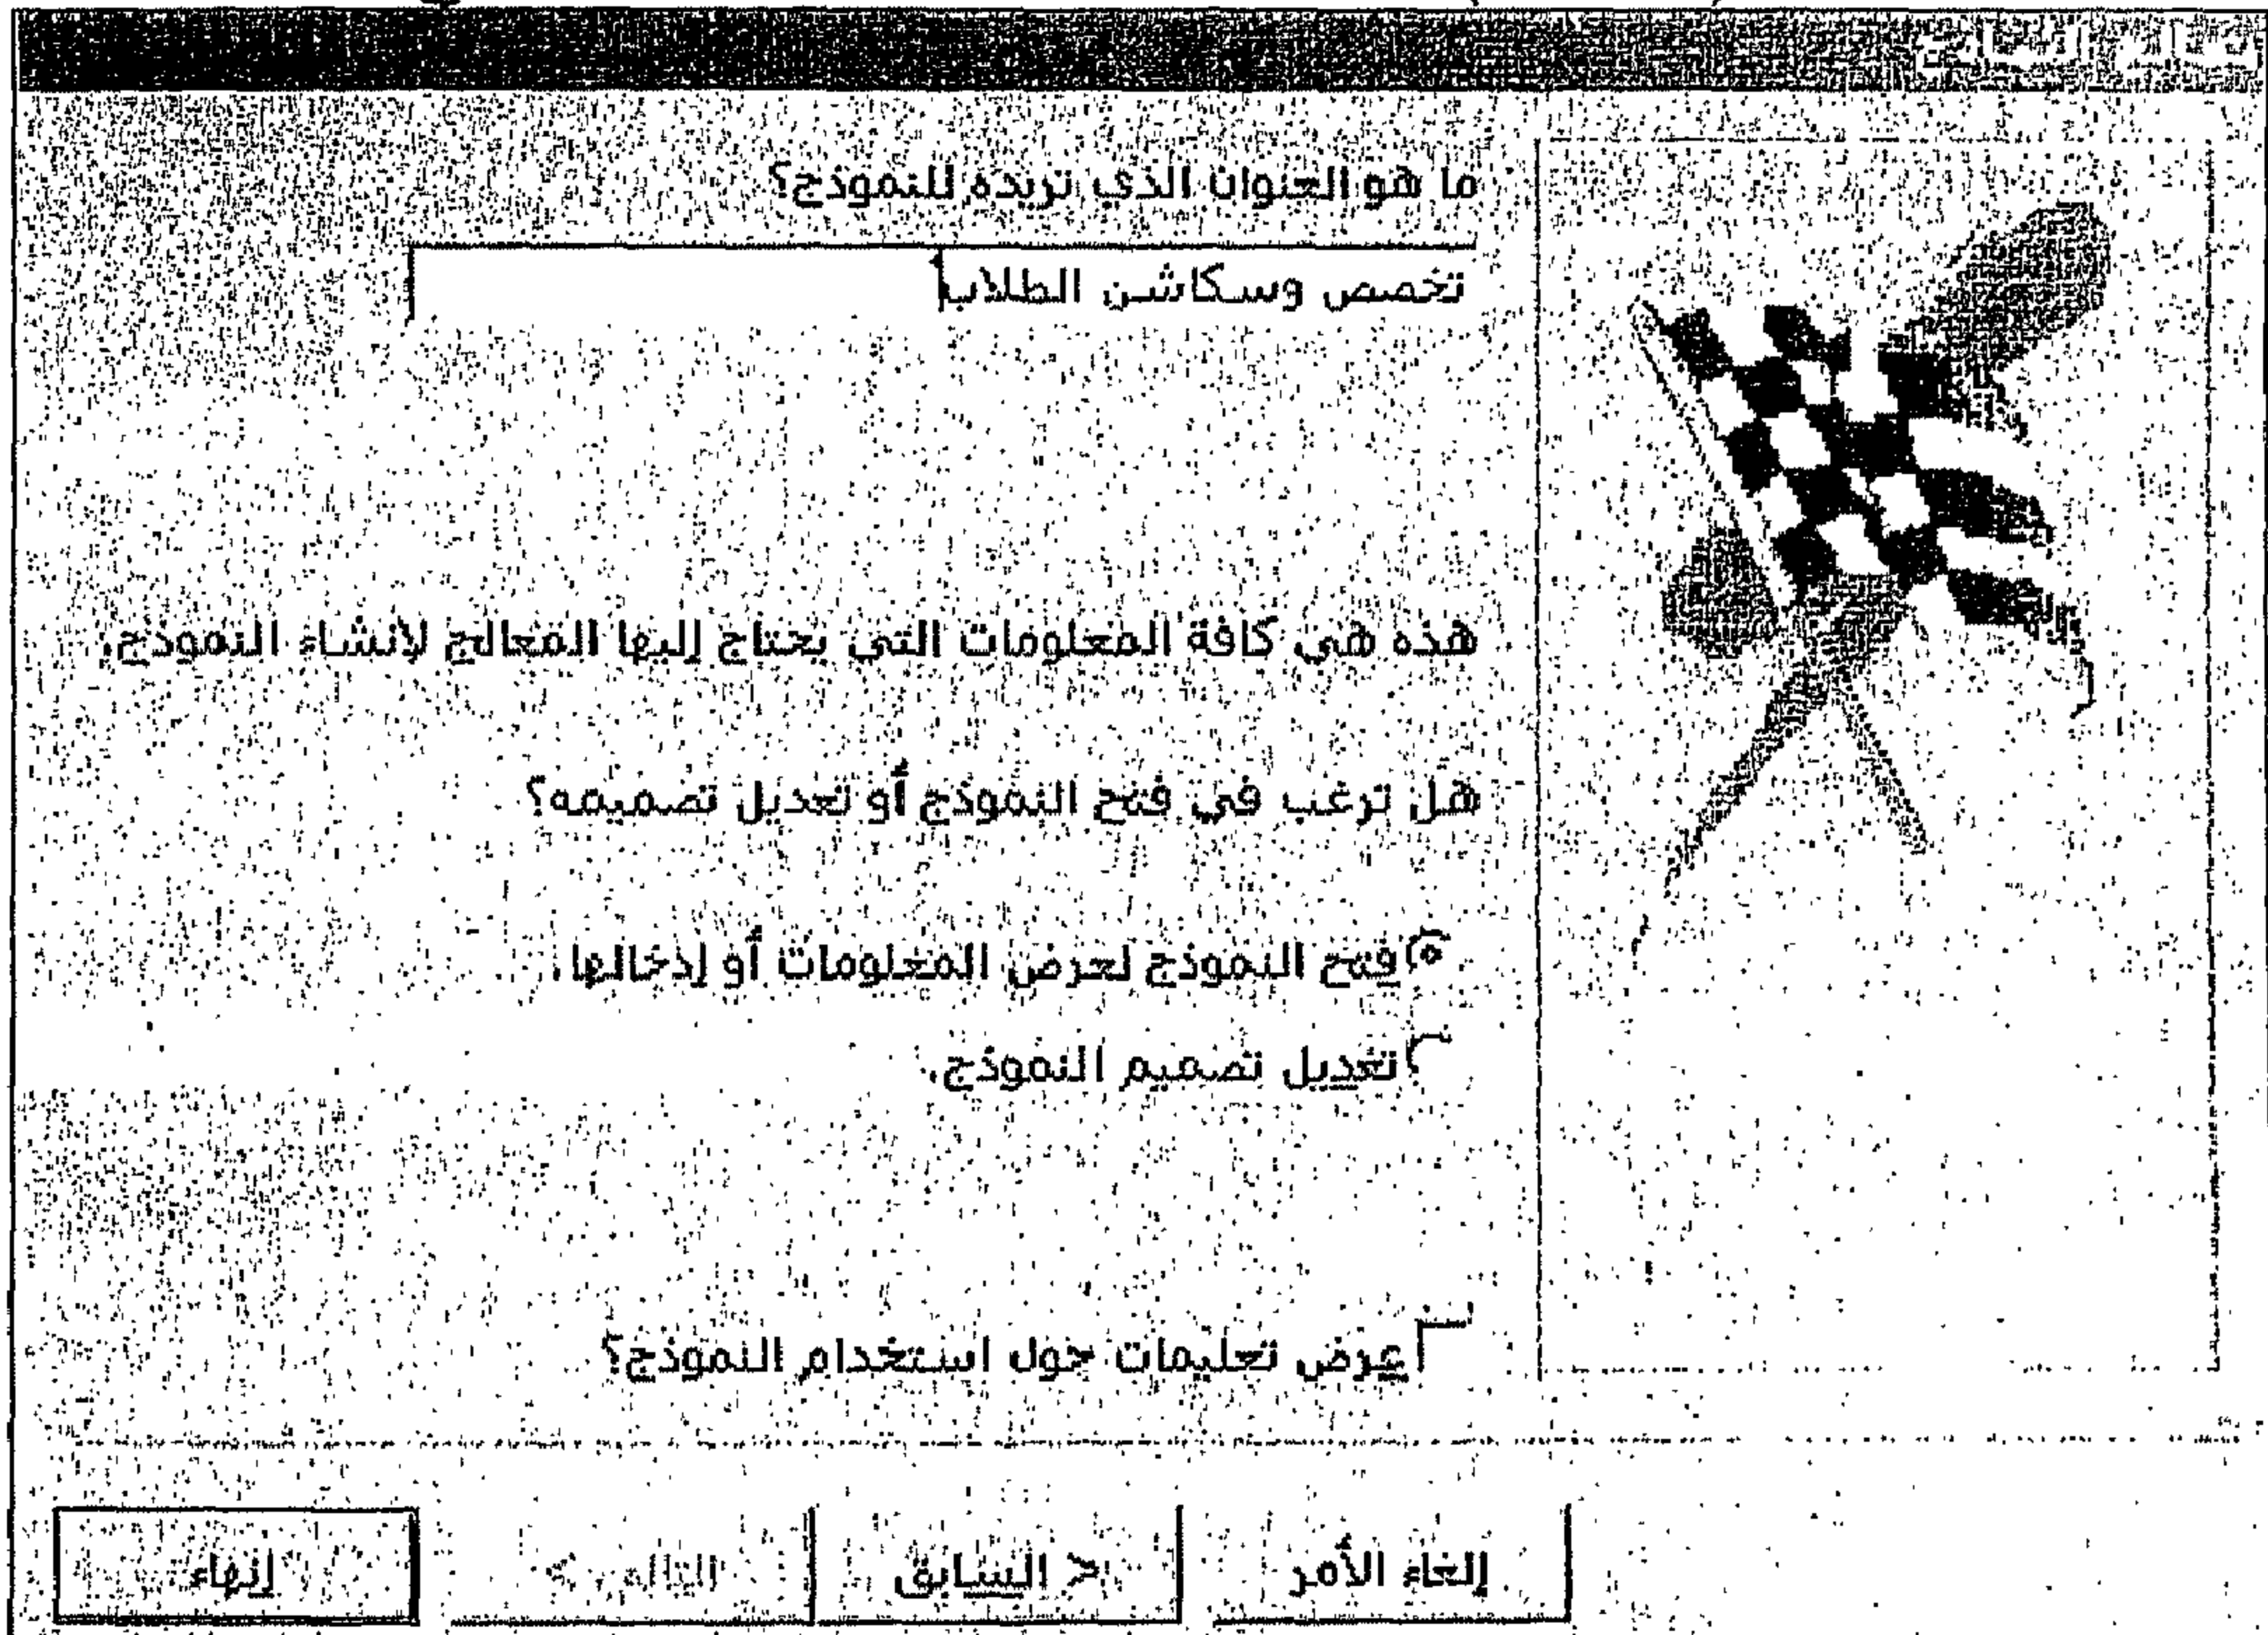 معالج النماذج
ما هو العنوان الذي تريده للنموذج؟
تخصص وسكاشن الطلاب
هذه هي كافة المعلومات التي يحتاج إليها المعالج لإنشاء النموذج.
هل ترغب في فتح النموذج أو تعديل تصميمه؟
فتح النموذج لعرض المعلومات أو إدخالها.
تعديل تصميم النموذج.
عرض تعليمات حول استخدام النموذج؟
إلغاء الأمر
< السابق
التالي >
إنهاء